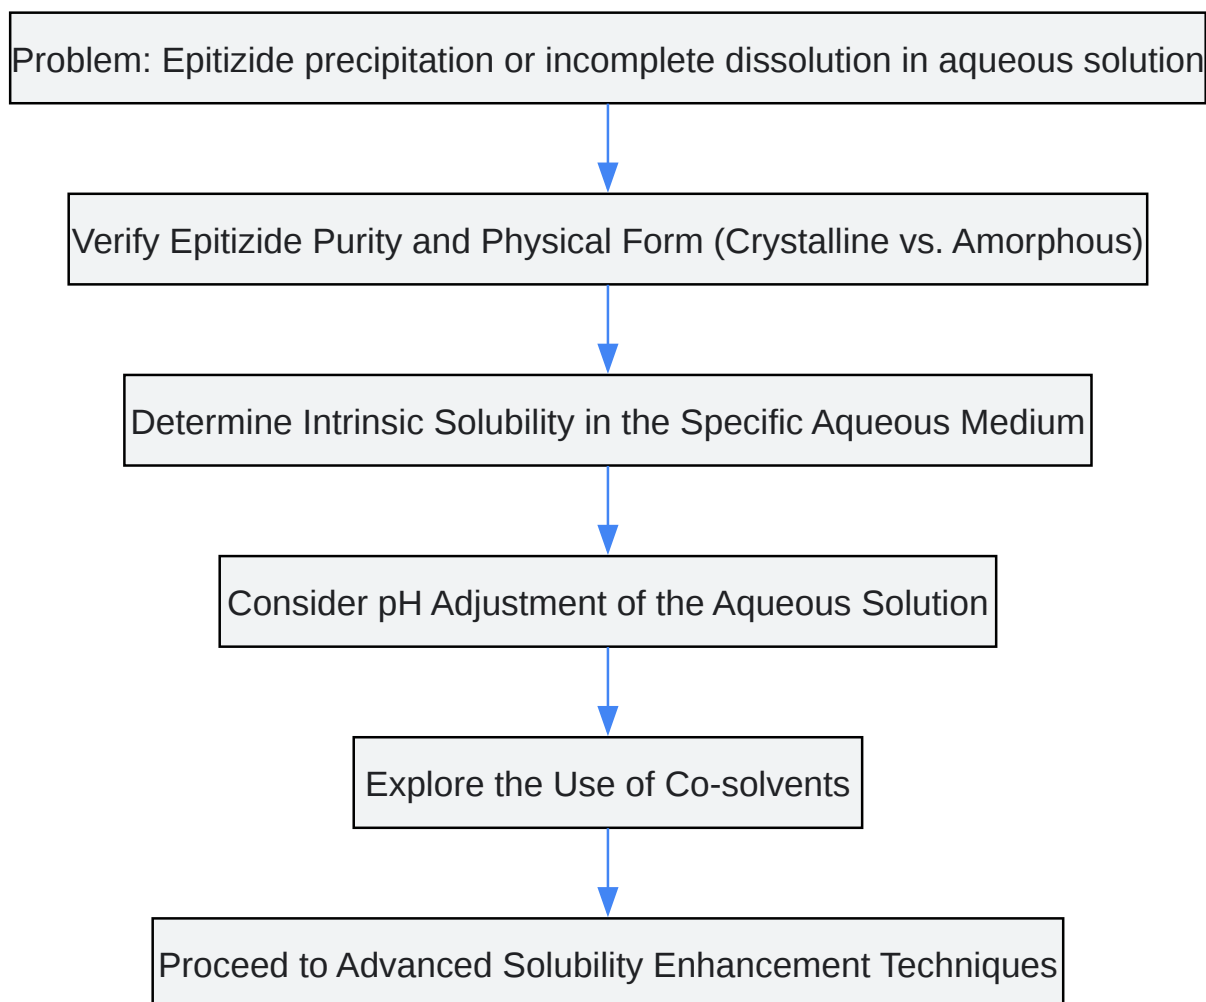 Problem: Epitizide precipitation or incomplete dissolution in aqueous solution
Verify Epitizide Purity and Physical Form (Crystalline vs. Amorphous)
Determine Intrinsic Solubility in the Specific Aqueous Medium
Consider pH Adjustment of the Aqueous Solution
Explore the Use of Co-solvents
Proceed to Advanced Solubility Enhancement Techniques